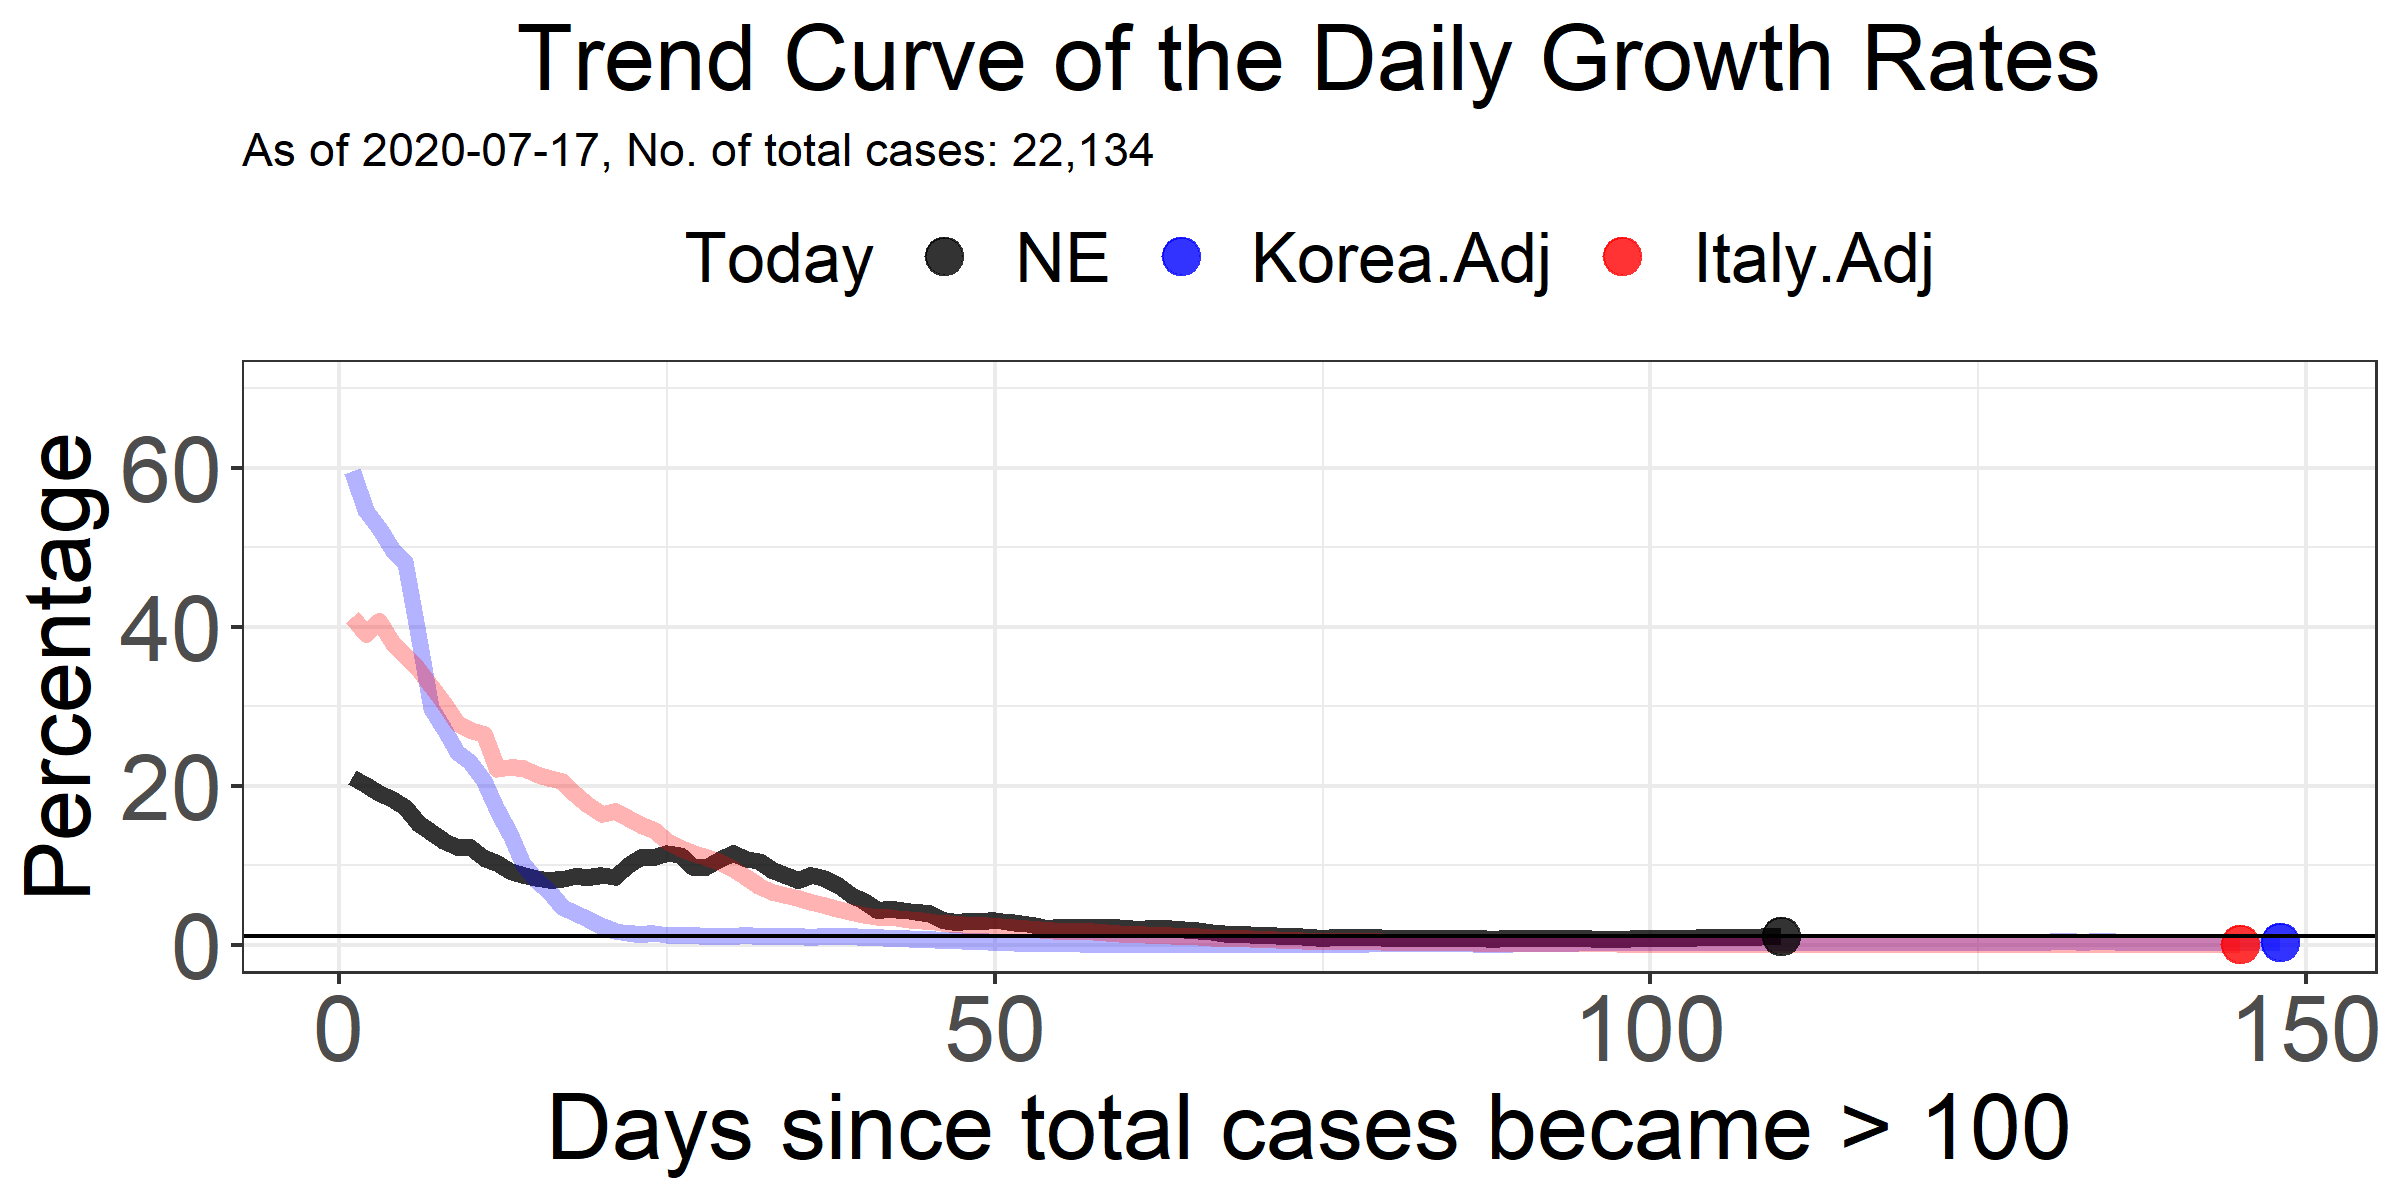 Trend Curve of the Daily Growth Rates
As of 2020-07-17, No. of total cases: 22,134
Today NE Korea.Adj Italy.Adj
Percentage
60
40
20
0
0 50 100 150
Days since total cases became > 100